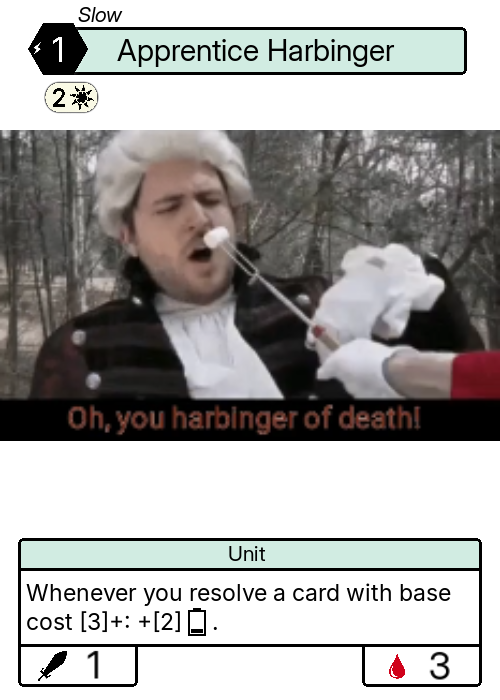 Slow
1 Apprentice Harbinger
2
Oh, you harbinger of death!
Unit
Whenever you resolve a card with base
cost [3]+: +[2] .
1 3